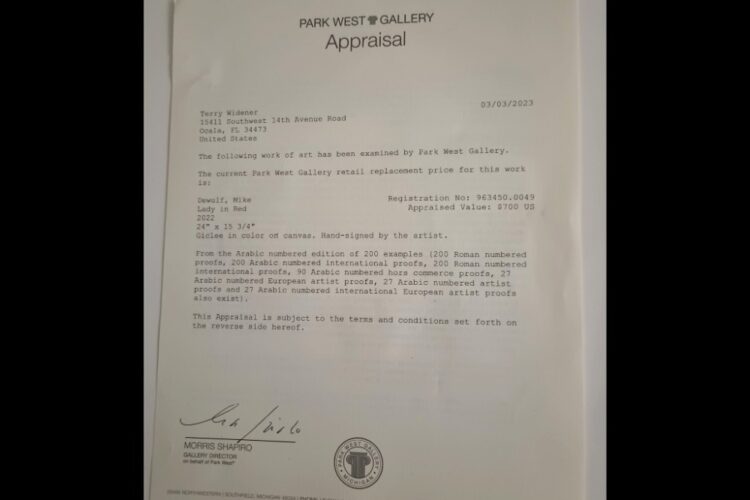 PARK WEST GALLERY
Appraisal
03/03/2023
Terry Widener
15411 Southwest 14th Avenue Road
Ocala, FL 34473
United States
The following work of art has been examined by Park West Gallery.
The current Park West Gallery retail replacement price for this work
is:
Dewulf, Mike
Registration No: 963450.0049
Lady in Red
Appraised Value: $700 US
2022
24" x 15 3/4"
Giclee in color on canvas. Hand-signed by the artist.
From the Arabic numbered edition of 200 examples (200 Roman numbered
proofs, 200 Arabic numbered international proofs, 200 Roman numbered
international proofs, 90 Arabic numbered hors commerce proofs, 27
Arabic numbered European artist proofs, 27 Arabic numbered artist
proofs and 27 Arabic numbered international European artist proofs
also exist).
This Appraisal is subject to the terms and conditions set forth on
the reverse side hereof.
MORRIS SHAPIRO
GALLERY DIRECTOR
on behalf of Park West®
PARK WEST GALLERY
MICHIGAN